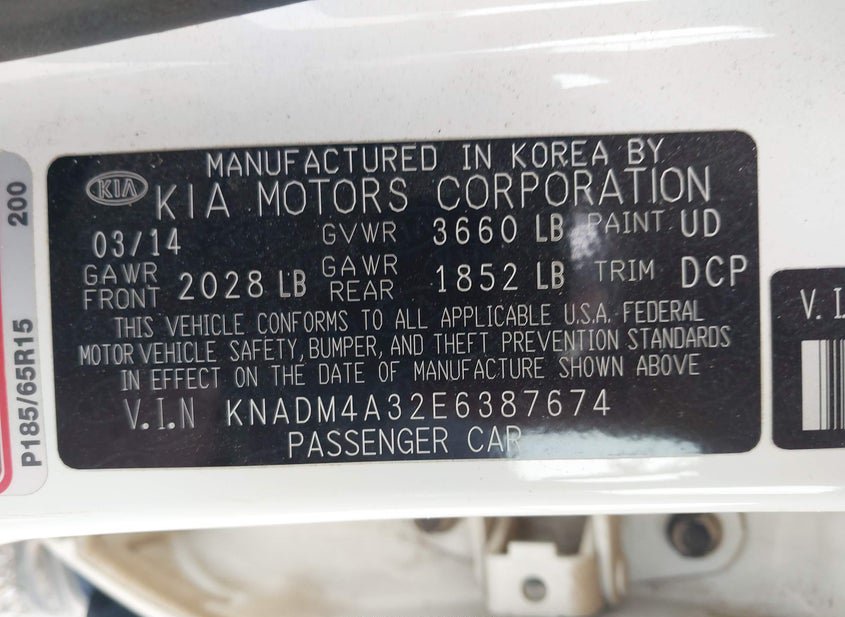 MANUFACTURED IN KOREA BY
KIA KIA MOTORS CORPORATION
03/14 GVWR 3660 LB PAINT UD
GAWR FRONT 2028 LB GAWR REAR 1852 LB TRIM DCP
THIS VEHICLE CONFORMS TO ALL APPLICABLE U.S.A. FEDERAL
MOTOR VEHICLE SAFETY, BUMPER, AND THEFT PREVENTION STANDARDS
IN EFFECT ON THE DATE OF MANUFACTURE SHOWN ABOVE
V.I.N KNADM4A32E6387674
PASSENGER CAR
P185/65R15 200
V.I